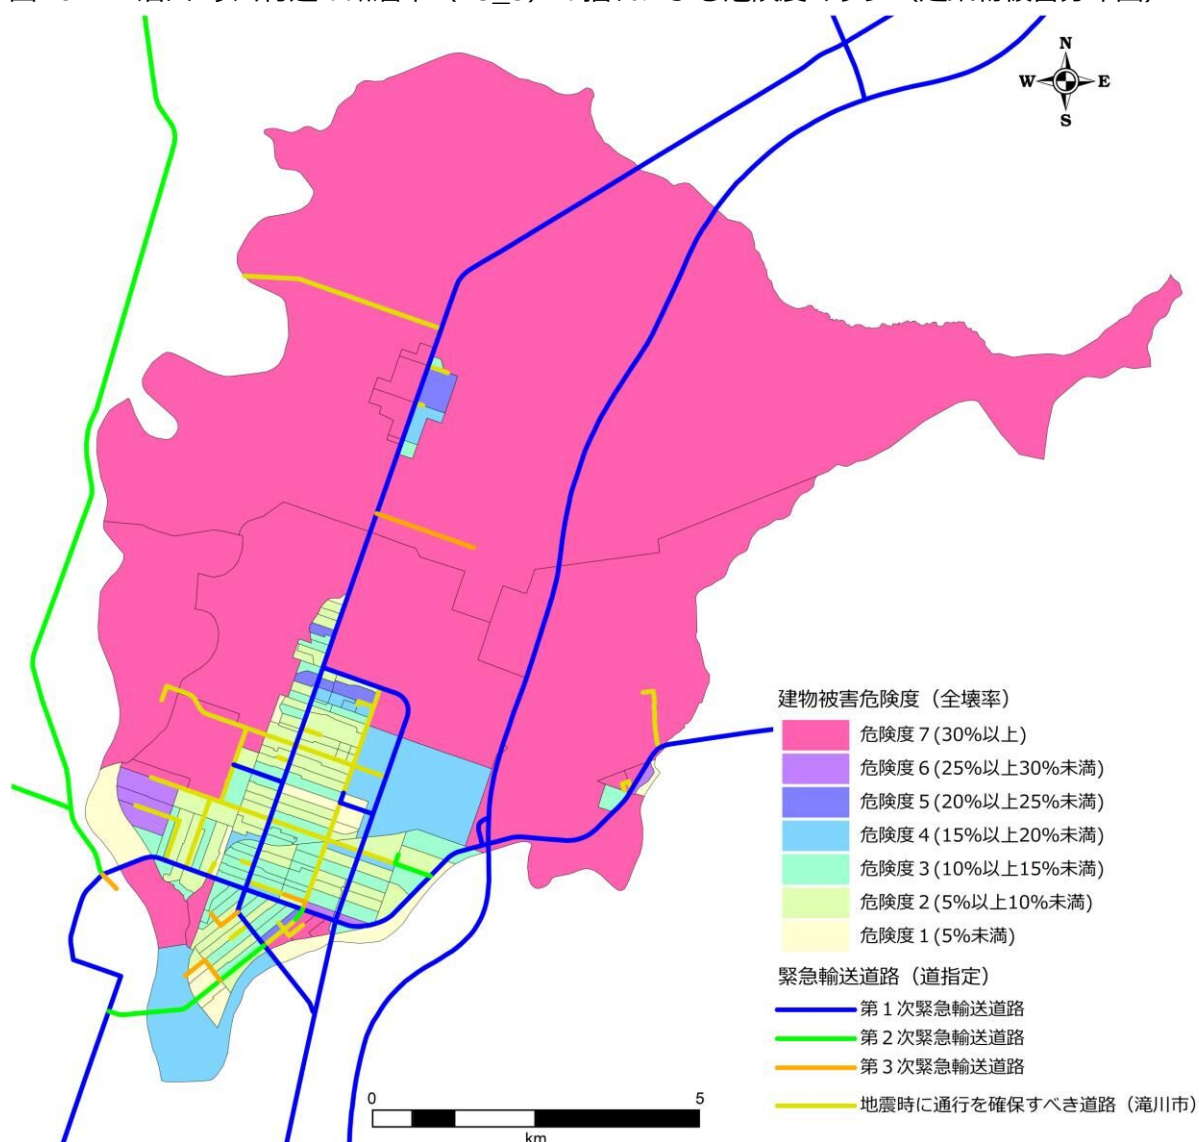 N
W E
S
建物被害危険度（全壊率）
危険度７(30%以上)
危険度６(25%以上30%未満)
危険度５(20%以上25%未満)
危険度４(15%以上20%未満)
危険度３(10%以上15%未満)
危険度２(5%以上10%未満)
危険度１(5%未満)
緊急輸送道路（道指定）
第１次緊急輸送道路
第２次緊急輸送道路
第３次緊急輸送道路
地震時に通行を確保すべき道路（滝川市）
0 5
km